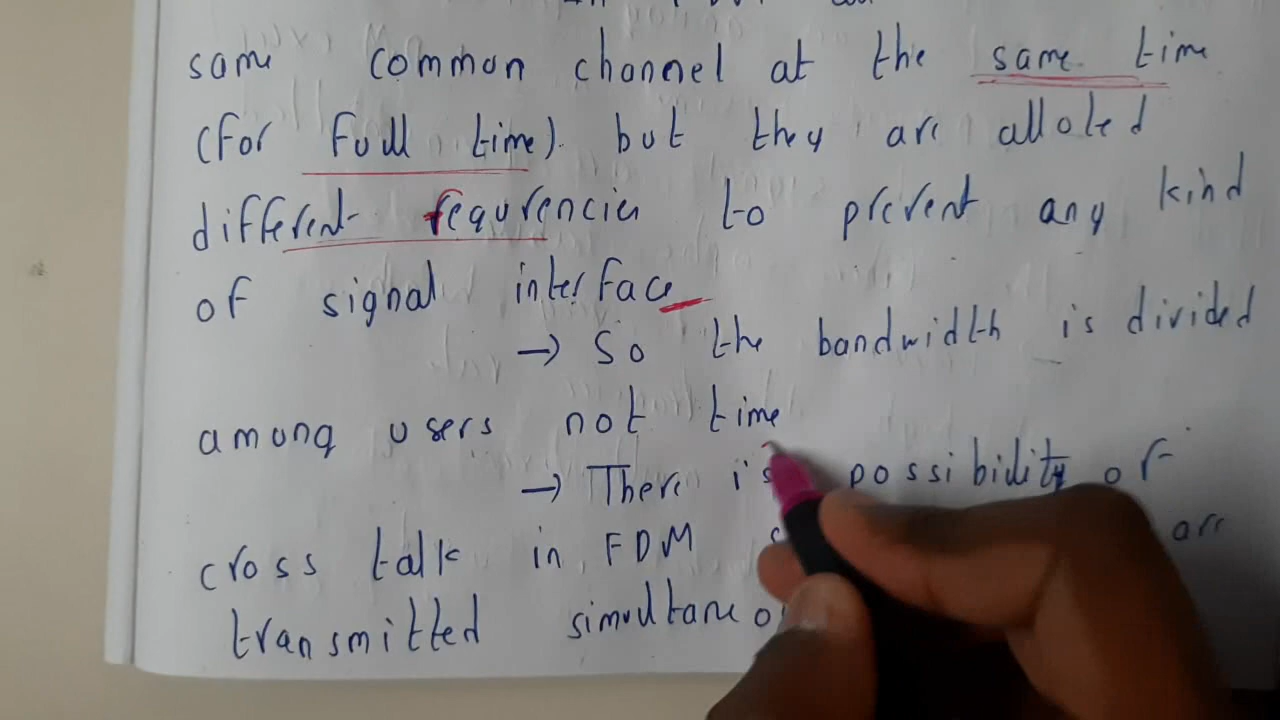 same common channel at the same time
(for full time). but they are alloted
different fequrencies to prevent any kind
of signal interface
→ So the bandwidth is divided
among users not time
→ There is possibility of
cross talk in FDM are
transmitted